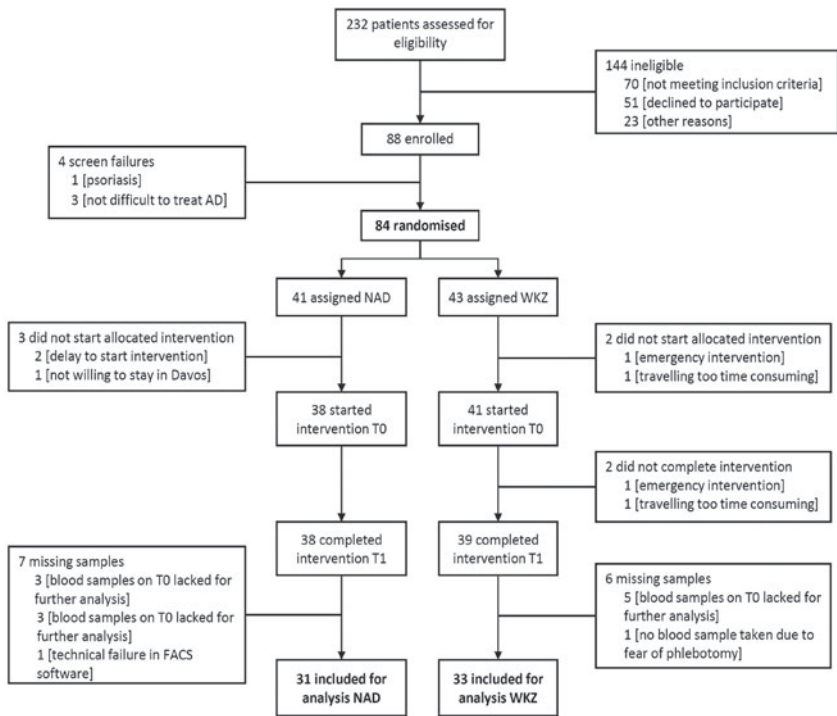 232 patients assessed for
eligibility
144 ineligible
70 [not meeting inclusion criteria]
51 [declined to participate]
23 [other reasons]
88 enrolled
4 screen failures
1 [psoriasis]
3 [not difficult to treat AD]
84 randomised
41 assigned NAD
43 assigned WKZ
3 did not start allocated intervention
2 [delay to start intervention]
1 [not willing to stay in Davos]
2 did not start allocated intervention
1 [emergency intervention]
1 [travelling too time consuming]
38 started
intervention T0
41 started
intervention T0
2 did not complete intervention
1 [emergency intervention]
1 [travelling too time consuming]
38 completed
intervention T1
39 completed
intervention T1
7 missing samples
3 [blood samples on T0 lacked for
further analysis]
3 [blood samples on T0 lacked for
further analysis]
1 [technical failure in FACS
software]
6 missing samples
5 [blood samples on T0 lacked for
further analysis]
1 [no blood sample taken due to
fear of phlebotomy]
31 included for
analysis NAD
33 included for
analysis WKZ